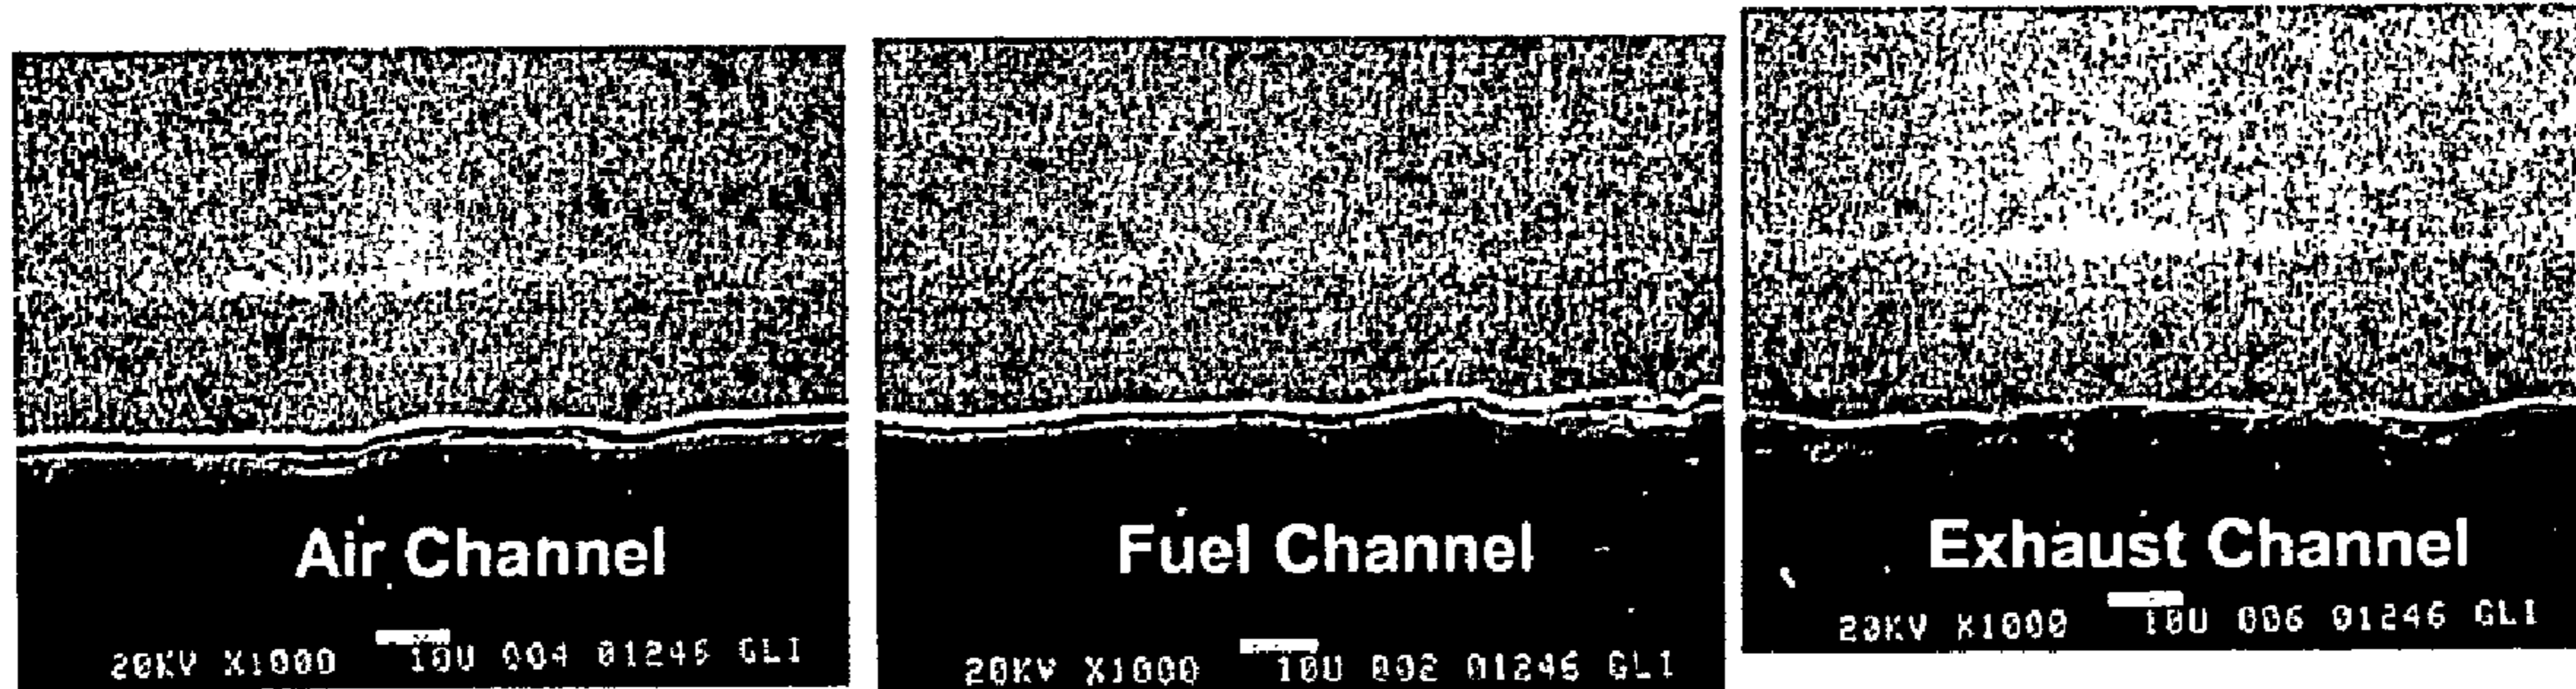 Air Channel
20KV X1000 10U 004 01246 GLI
Fuel Channel
20KV X1000 10U 002 01246 GLI
Exhaust Channel
20KV X1000 10U 006 01246 GLI